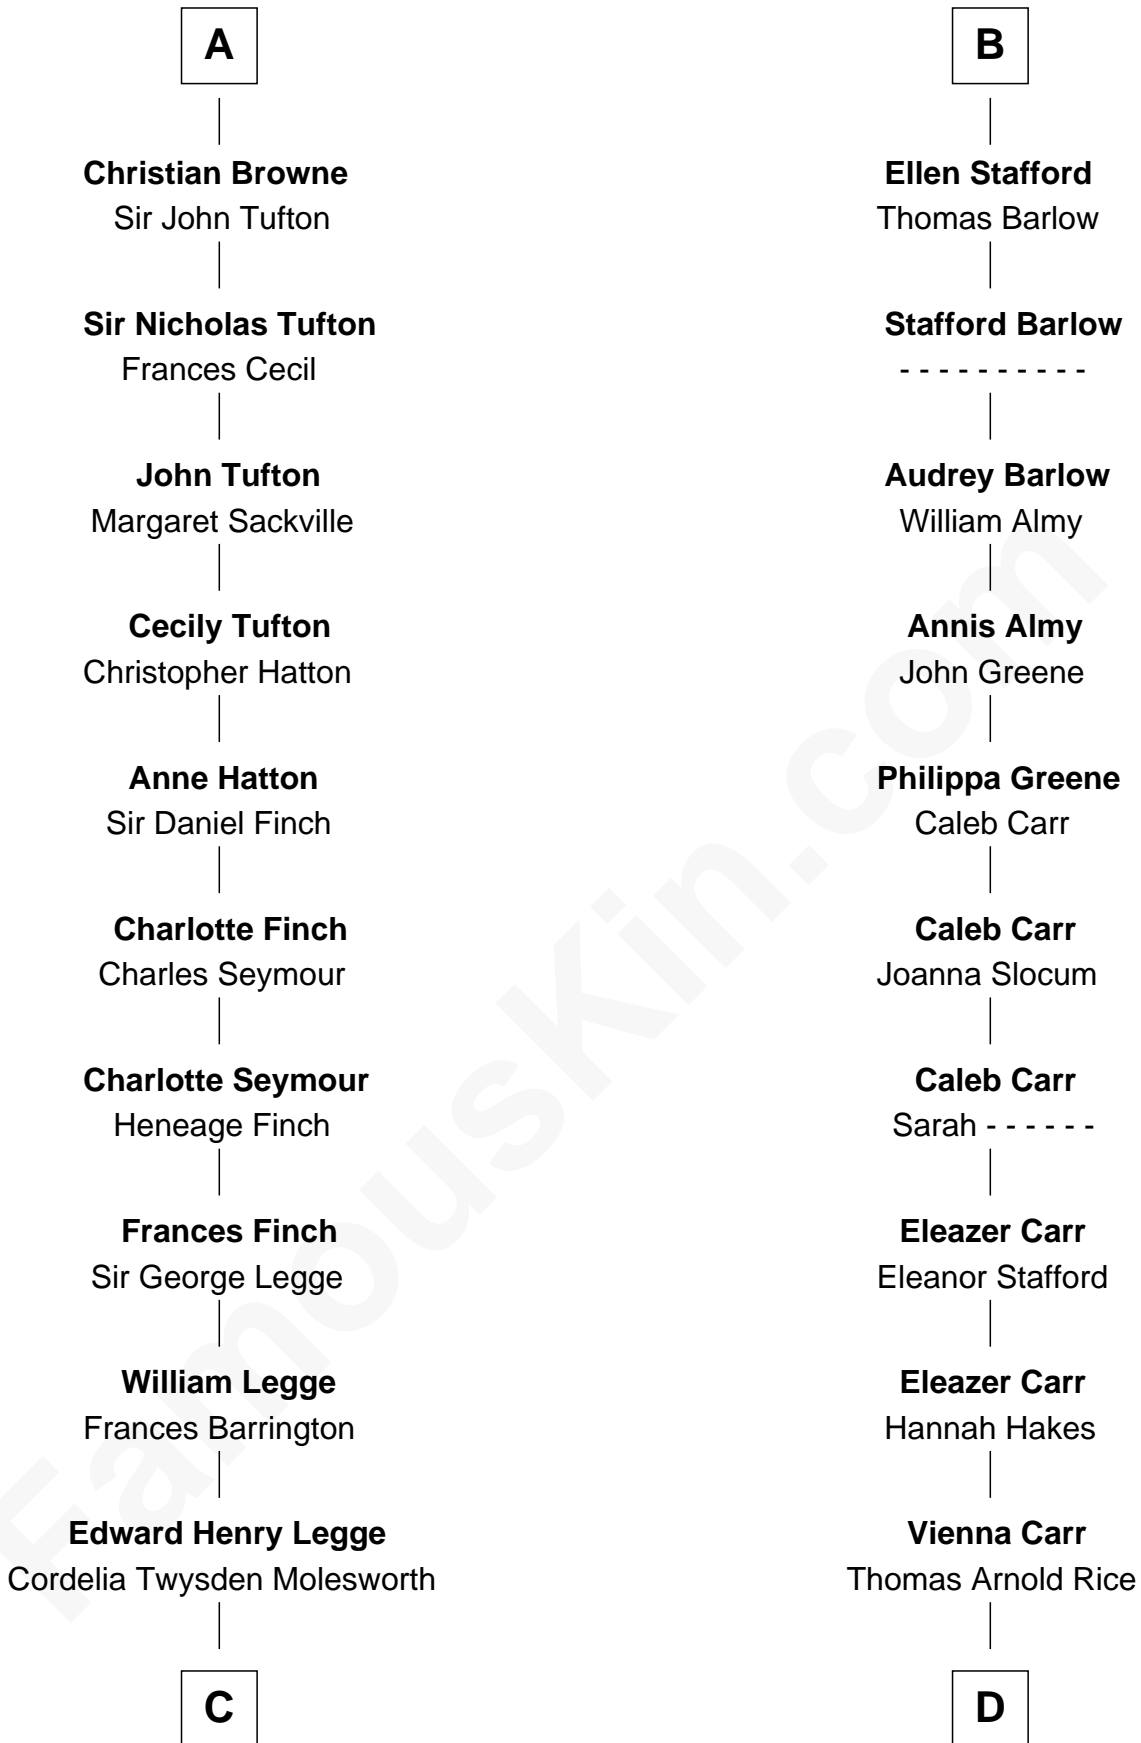 A
Christian Browne
Sir John Tufton
Sir Nicholas Tufton
Frances Cecil
John Tufton
Margaret Sackville
Cecily Tufton
Christopher Hatton
Anne Hatton
Sir Daniel Finch
Charlotte Finch
Charles Seymour
Charlotte Seymour
Heneage Finch
Frances Finch
Sir George Legge
William Legge
Frances Barrington
Edward Henry Legge
Cordelia Twysden Molesworth
C
B
Ellen Stafford
Thomas Barlow
Stafford Barlow
- - - - - - - - - -
Audrey Barlow
William Almy
Annis Almy
John Greene
Philippa Greene
Caleb Carr
Caleb Carr
Joanna Slocum
Caleb Carr
Sarah - - - - - -
Eleazer Carr
Eleanor Stafford
Eleazer Carr
Hannah Hakes
Vienna Carr
Thomas Arnold Rice
D
FamousKin.com